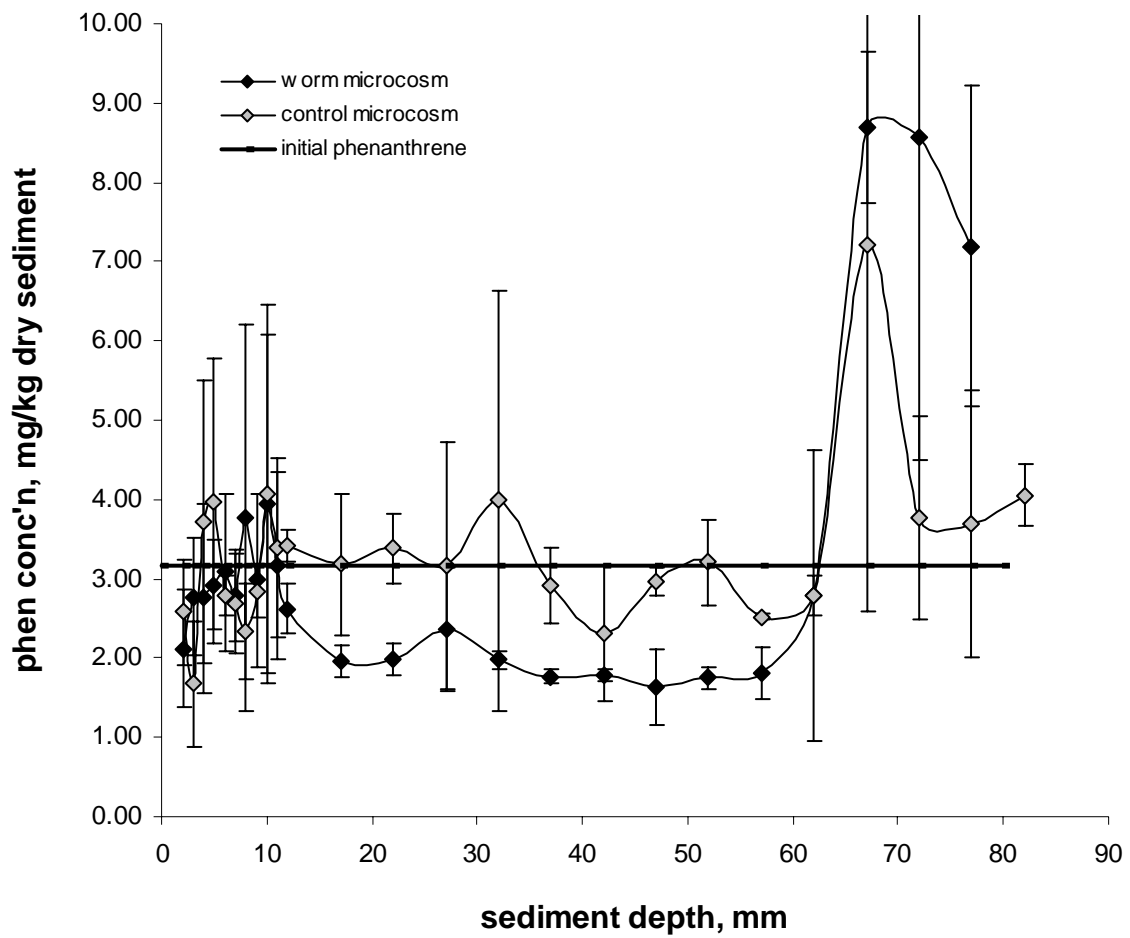 10.00
9.00
8.00
7.00
6.00
5.00
4.00
3.00
2.00
1.00
0.00
w orm microcosm
control microcosm
initial phenanthrene
phen conc'n, mg/kg dry sediment
0 10 20 30 40 50 60 70 80 90
sediment depth, mm